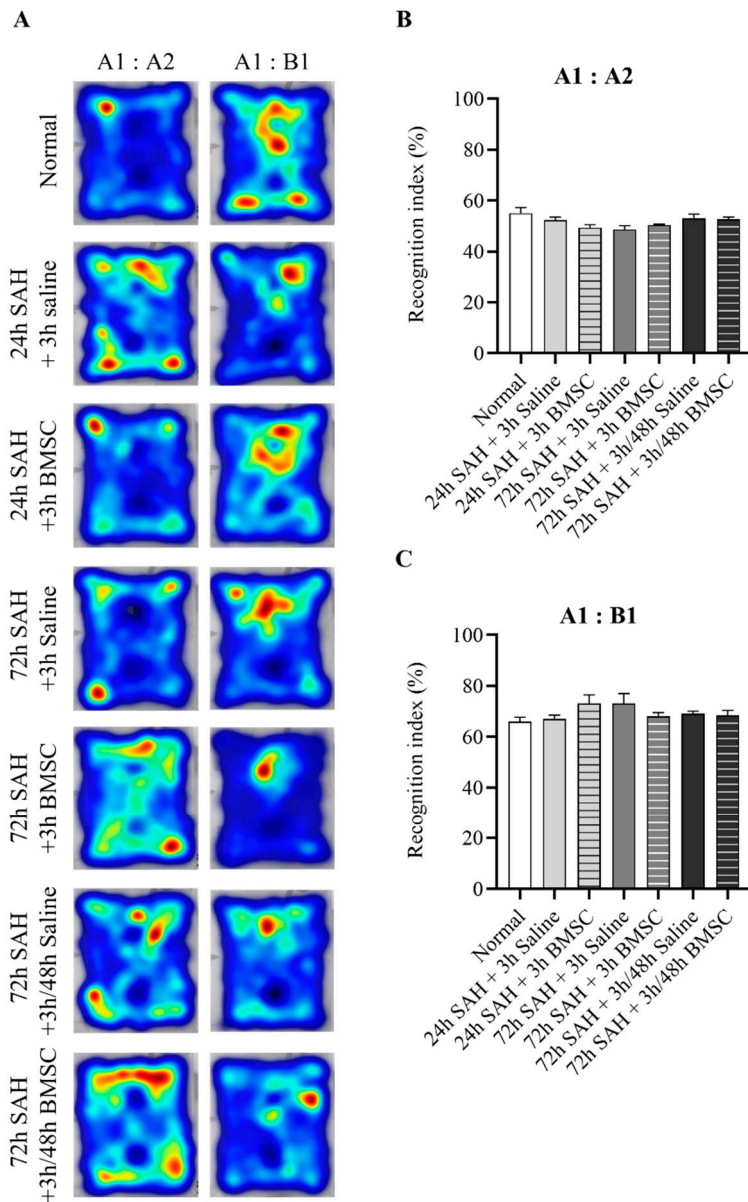 A
A1 : A2
A1 : B1
Normal
24h SAH
+ 3h saline
24h SAH
+3h BMSC
72h SAH
+3h Saline
72h SAH
+3h BMSC
72h SAH
+3h/48h Saline
72h SAH
+3h/48h BMSC
B
A1 : A2
Recognition index (%)
100
80
60
40
20
0
Normal
24h SAH + 3h Saline
24h SAH + 3h BMSC
72h SAH + 3h Saline
72h SAH + 3h BMSC
72h SAH + 3h/48h Saline
72h SAH + 3h/48h BMSC
C
A1 : B1
Recognition index (%)
100
80
60
40
20
0
Normal
24h SAH + 3h Saline
24h SAH + 3h BMSC
72h SAH + 3h Saline
72h SAH + 3h BMSC
72h SAH + 3h/48h Saline
72h SAH + 3h/48h BMSC